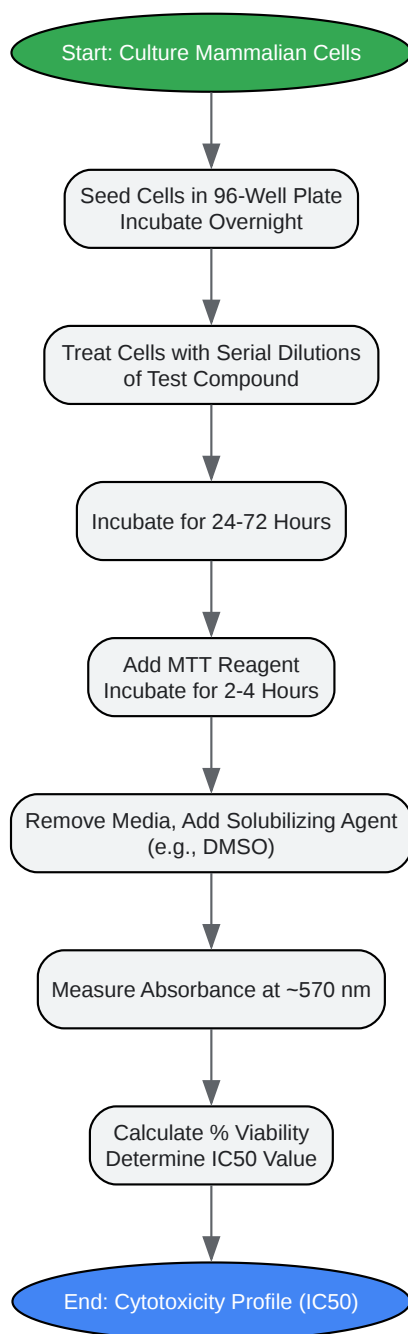 Start: Culture Mammalian Cells
Seed Cells in 96-Well Plate
Incubate Overnight
Treat Cells with Serial Dilutions
of Test Compound
Incubate for 24-72 Hours
Add MTT Reagent
Incubate for 2-4 Hours
Remove Media, Add Solubilizing Agent
(e.g., DMSO)
Measure Absorbance at ~570 nm
Calculate % Viability
Determine IC50 Value
End: Cytotoxicity Profile (IC50)